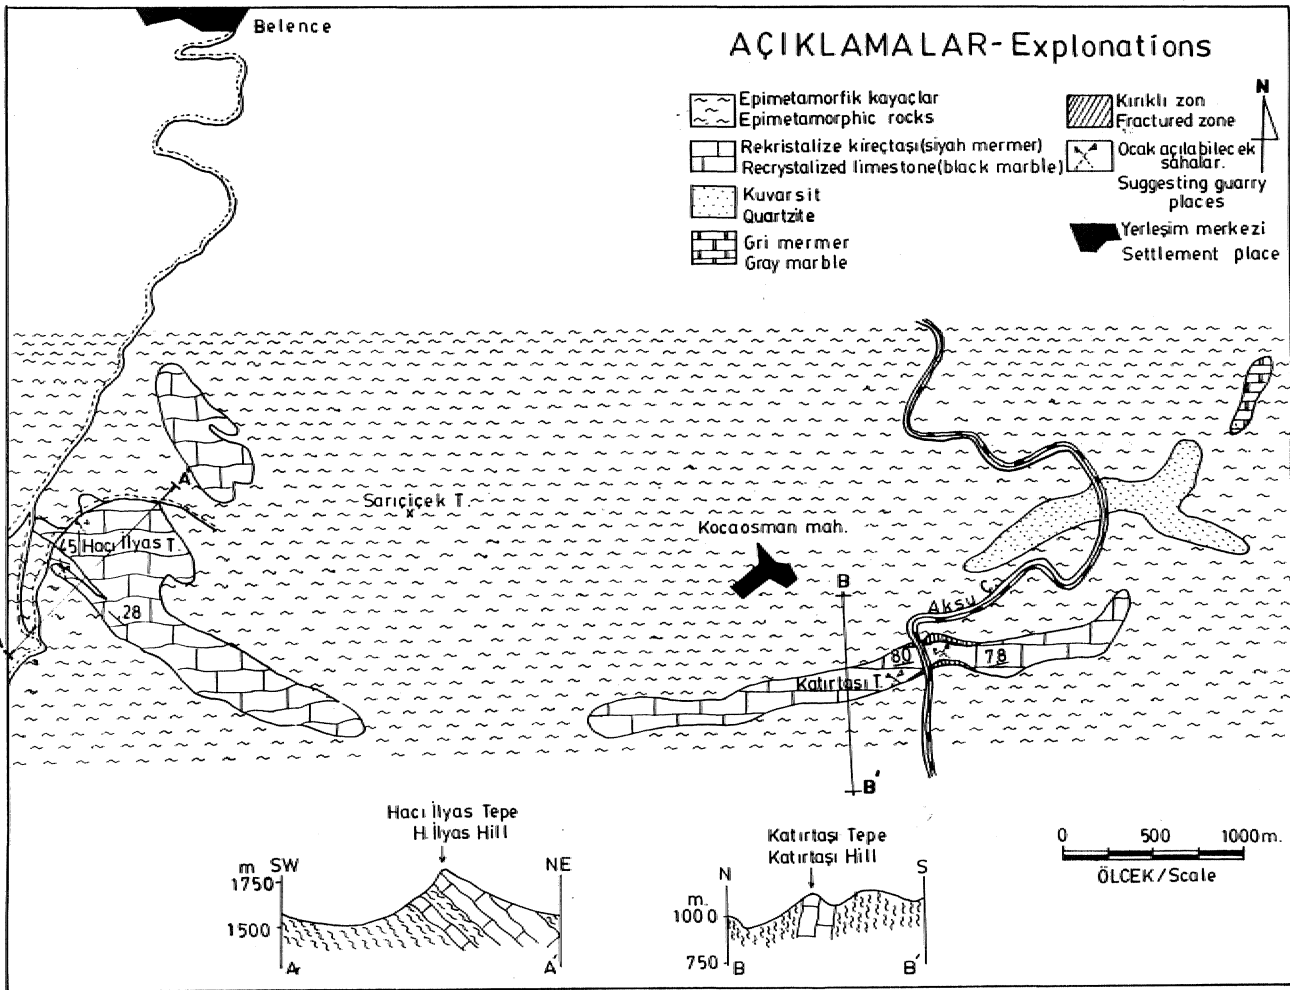 Belence
AÇIKLAMALAR-Explonations
Epimetamorfik kayaçlar
Epimetamorphic rocks
Rekristalize kireçtaşı(siyah mermer)
Recrystalized limestone(black marble)
Kuvarsit
Quartzite
Gri mermer
Gray marble
Kırıklı zon
Fractured zone
Ocak açılabilecek
sahalar.
Suggesting guarry
places
Yerleşim merkezi
Settlement place
N
A
Sarıçiçek T.
Kocaosman mah.
45 Hacı İlyas T.
28
B
Aksu Ç.
80
78
Katırtaşı T.
B'
Hacı İlyas Tepe
H. İlyas Hill
m SW
NE
1750
1500
A
A'
Katırtaşı Tepe
Katırtaşı Hill
N
S
m.
1000
750
B
B'
0 500 1000m.
ÖLCEK/Scale